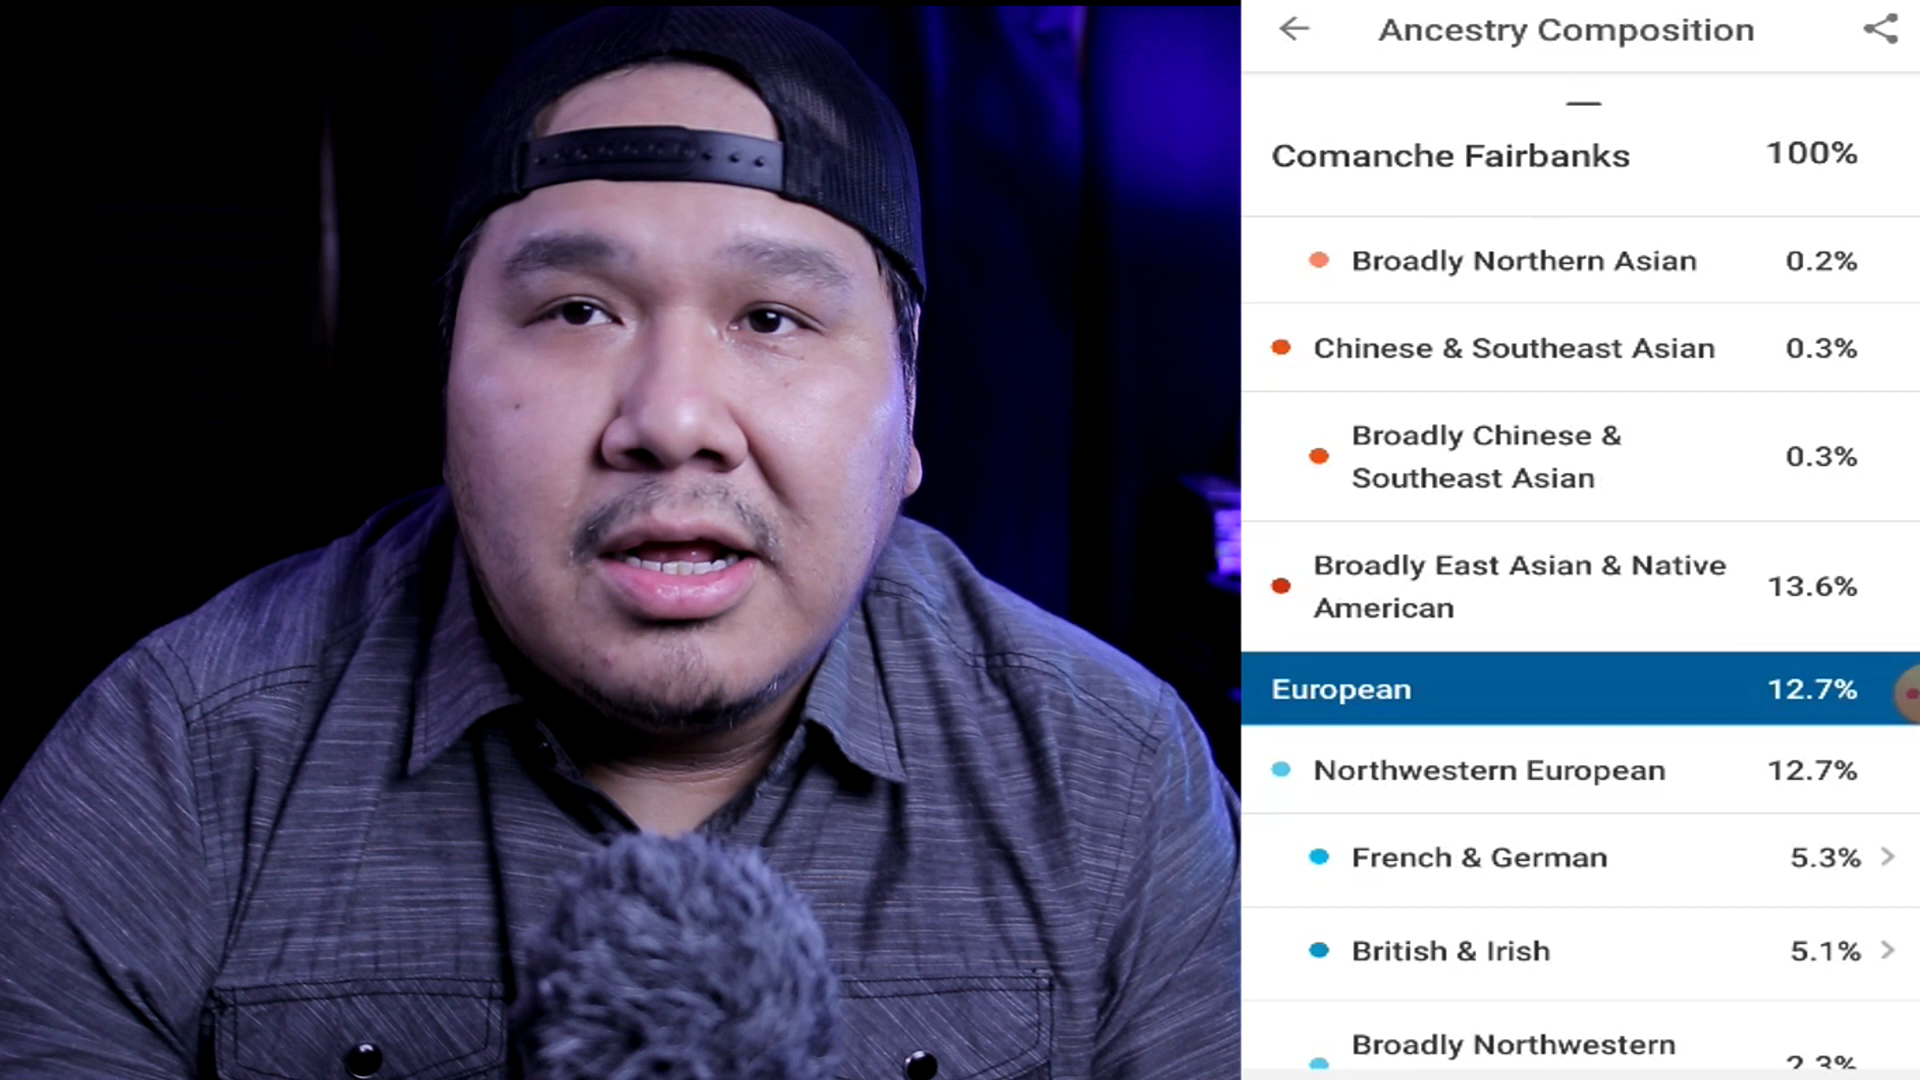 Ancestry Composition
Comanche Fairbanks 100%
Broadly Northern Asian 0.2%
Chinese & Southeast Asian 0.3%
Broadly Chinese &
Southeast Asian 0.3%
Broadly East Asian & Native
American 13.6%
European 12.7%
Northwestern European 12.7%
French & German 5.3%
British & Irish 5.1%
Broadly Northwestern
2.3%